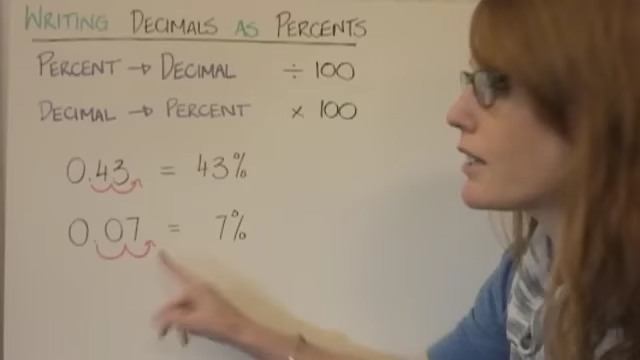 WRITING DECIMALS AS PERCENTS
PERCENT → DECIMAL ÷ 100
DECIMAL → PERCENT × 100
0.43 = 43%
0.07 = 7%